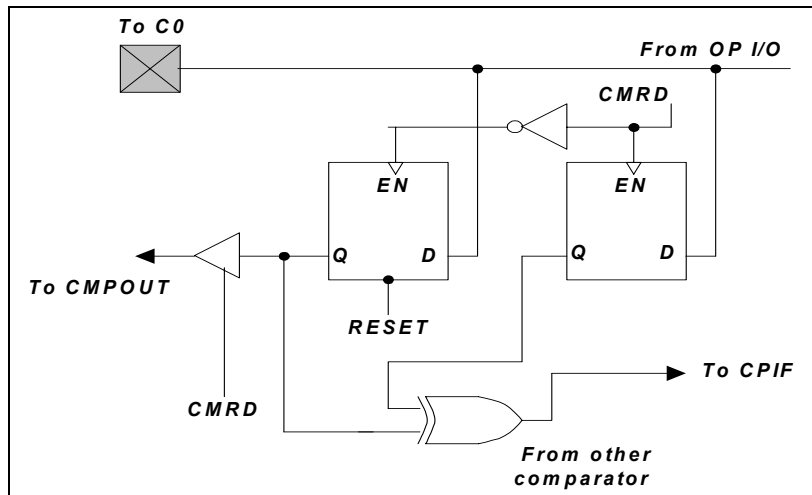 To C0
From OP I/O
CMRD
EN
EN
Q
D
Q
D
To CMPOUT
RESET
CMRD
To CPIF
From other
comparator